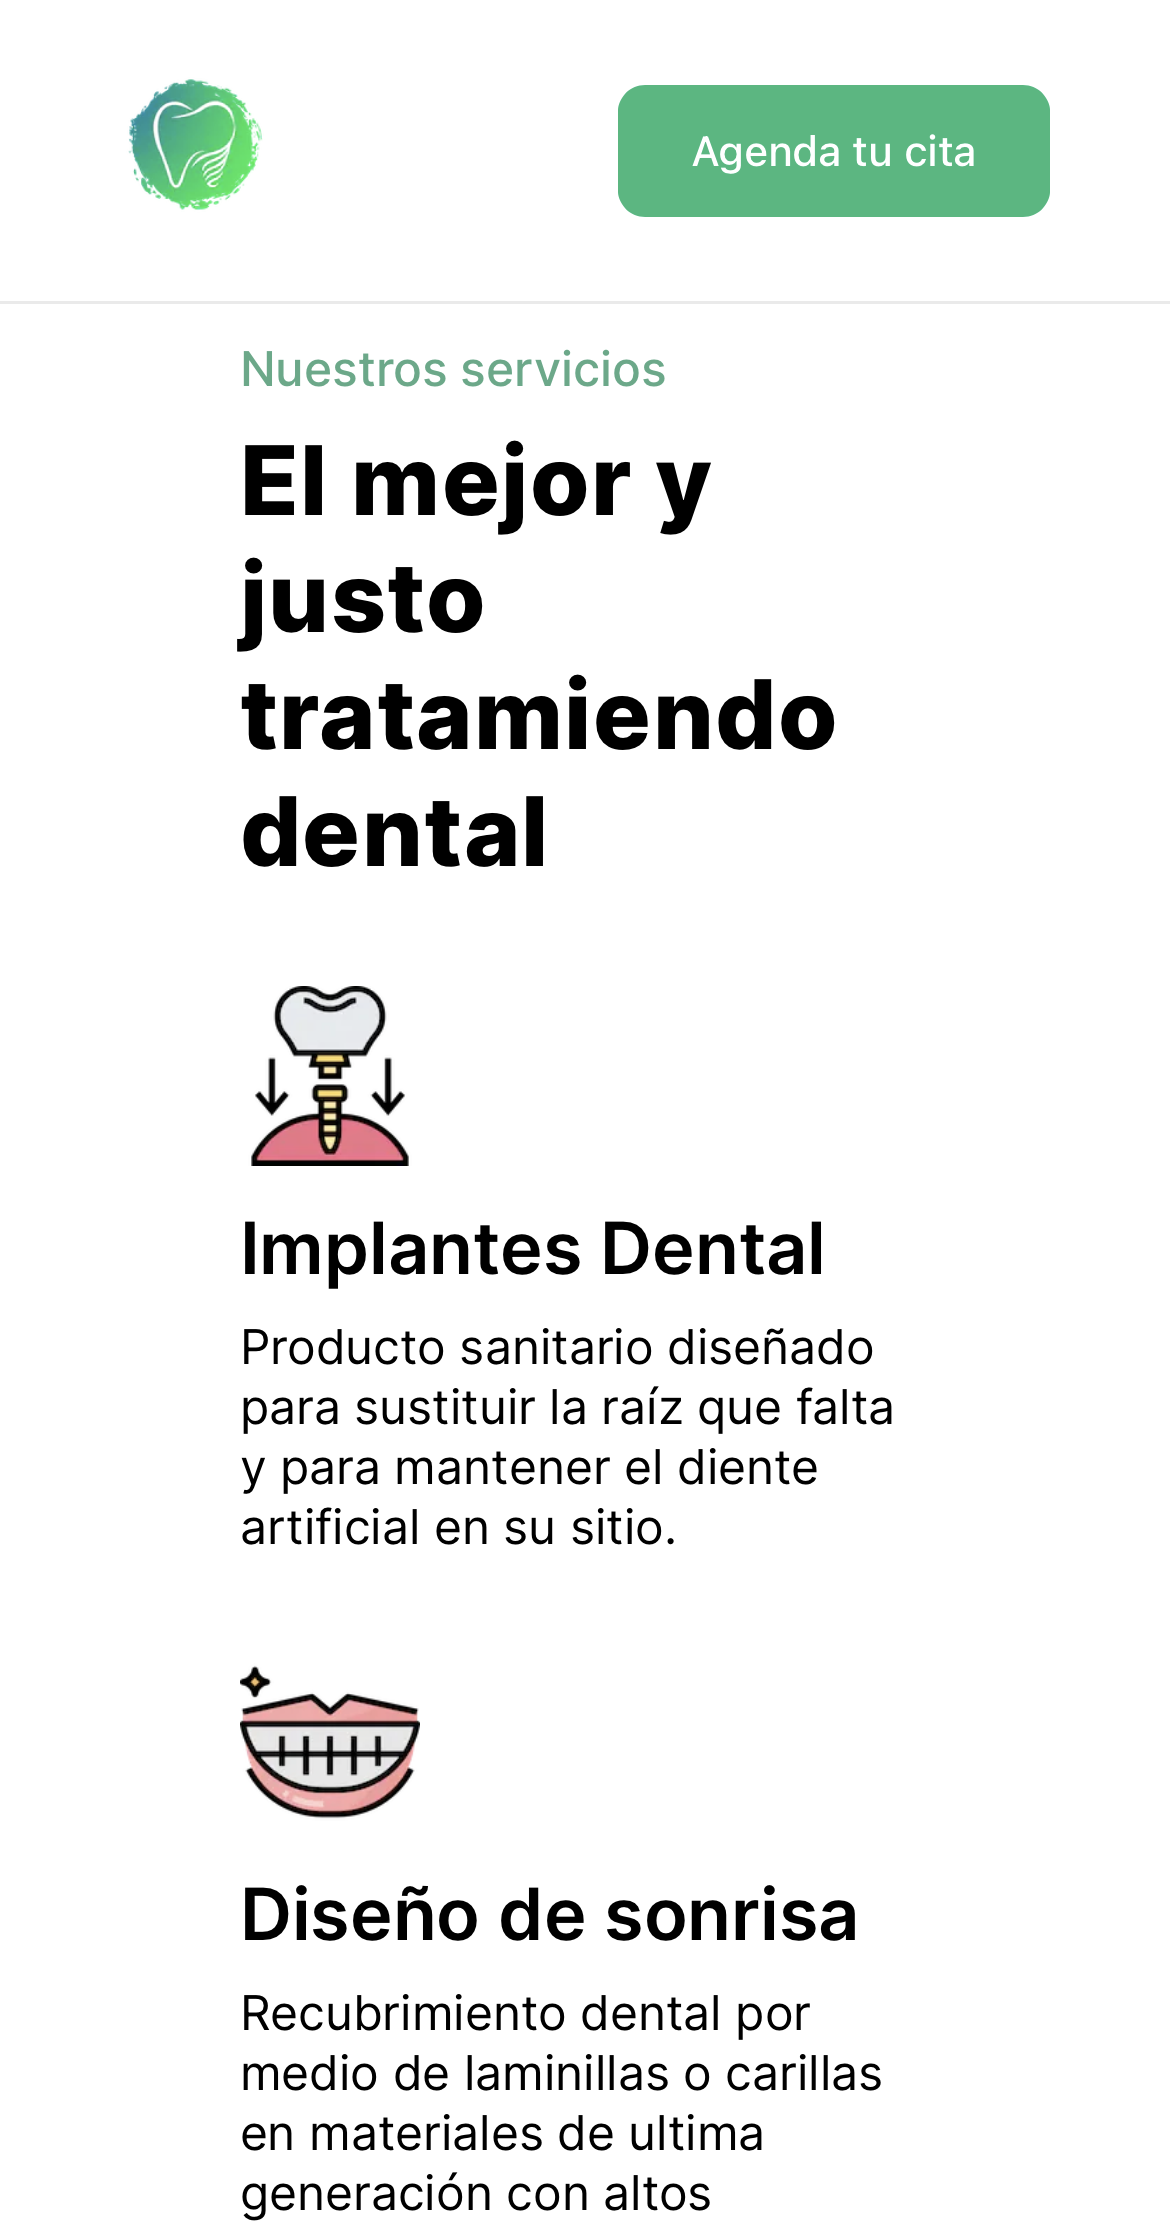 Agenda tu cita
Nuestros servicios
El mejor y
justo
tratamiendo
dental
Implantes Dental
Producto sanitario diseñado
para sustituir la raíz que falta
y para mantener el diente
artificial en su sitio.
Diseño de sonrisa
Recubrimiento dental por
medio de laminillas o carillas
en materiales de ultima
generación con altos